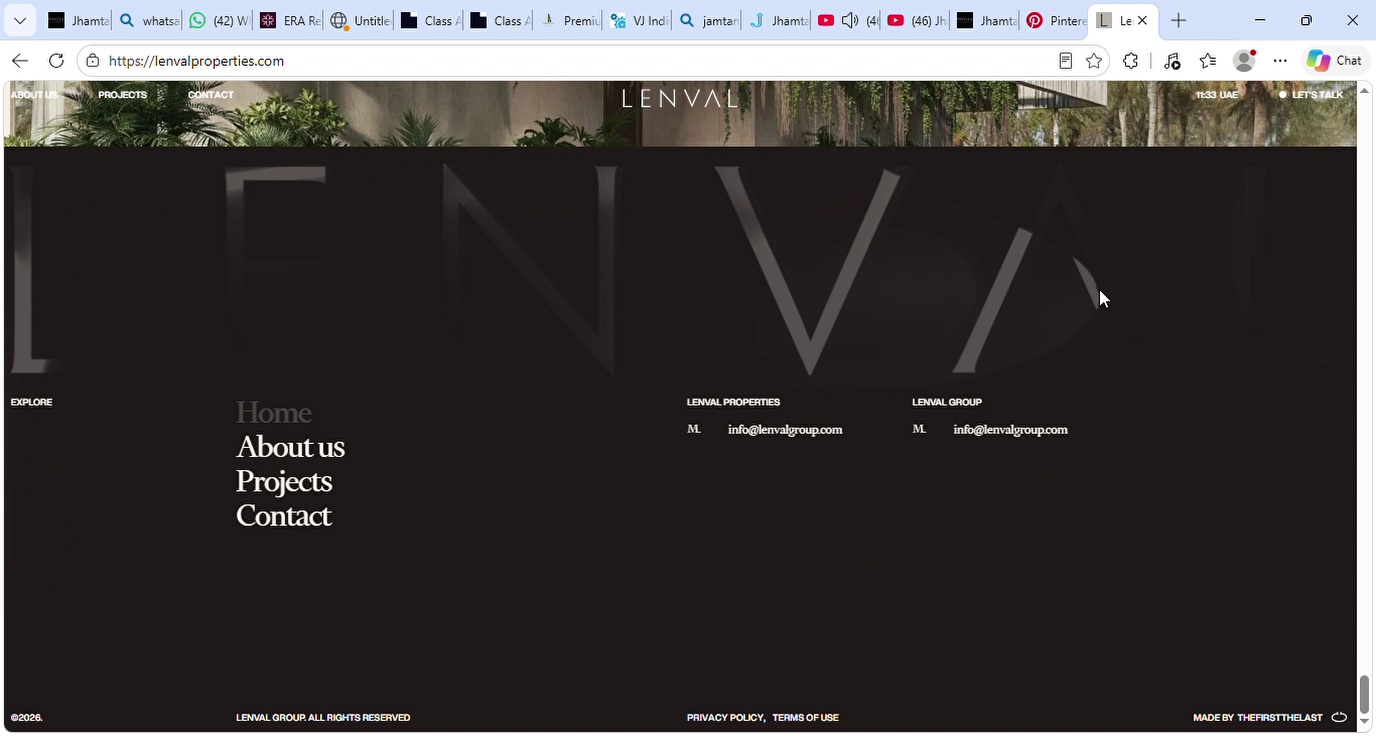 Jhamta
whatsa
(42) W
ERA Re
Untitle
Class A
Class A
Premiu
VJ Indi
jamtar
Jhamta
(46
(46) Jh
Jhamta
Pintere
Le
https://lenvalproperties.com
Chat
ABOUT US PROJECTS CONTACT
LENVAL
11:33 UAE
LET'S TALK
LENVAL
EXPLORE
Home
About us
Projects
Contact
LENVAL PROPERTIES
M. info@lenvalgroup.com
LENVAL GROUP
M. info@lenvalgroup.com
©2026.
LENVAL GROUP. ALL RIGHTS RESERVED
PRIVACY POLICY, TERMS OF USE
MADE BY THEFIRSTTHELAST